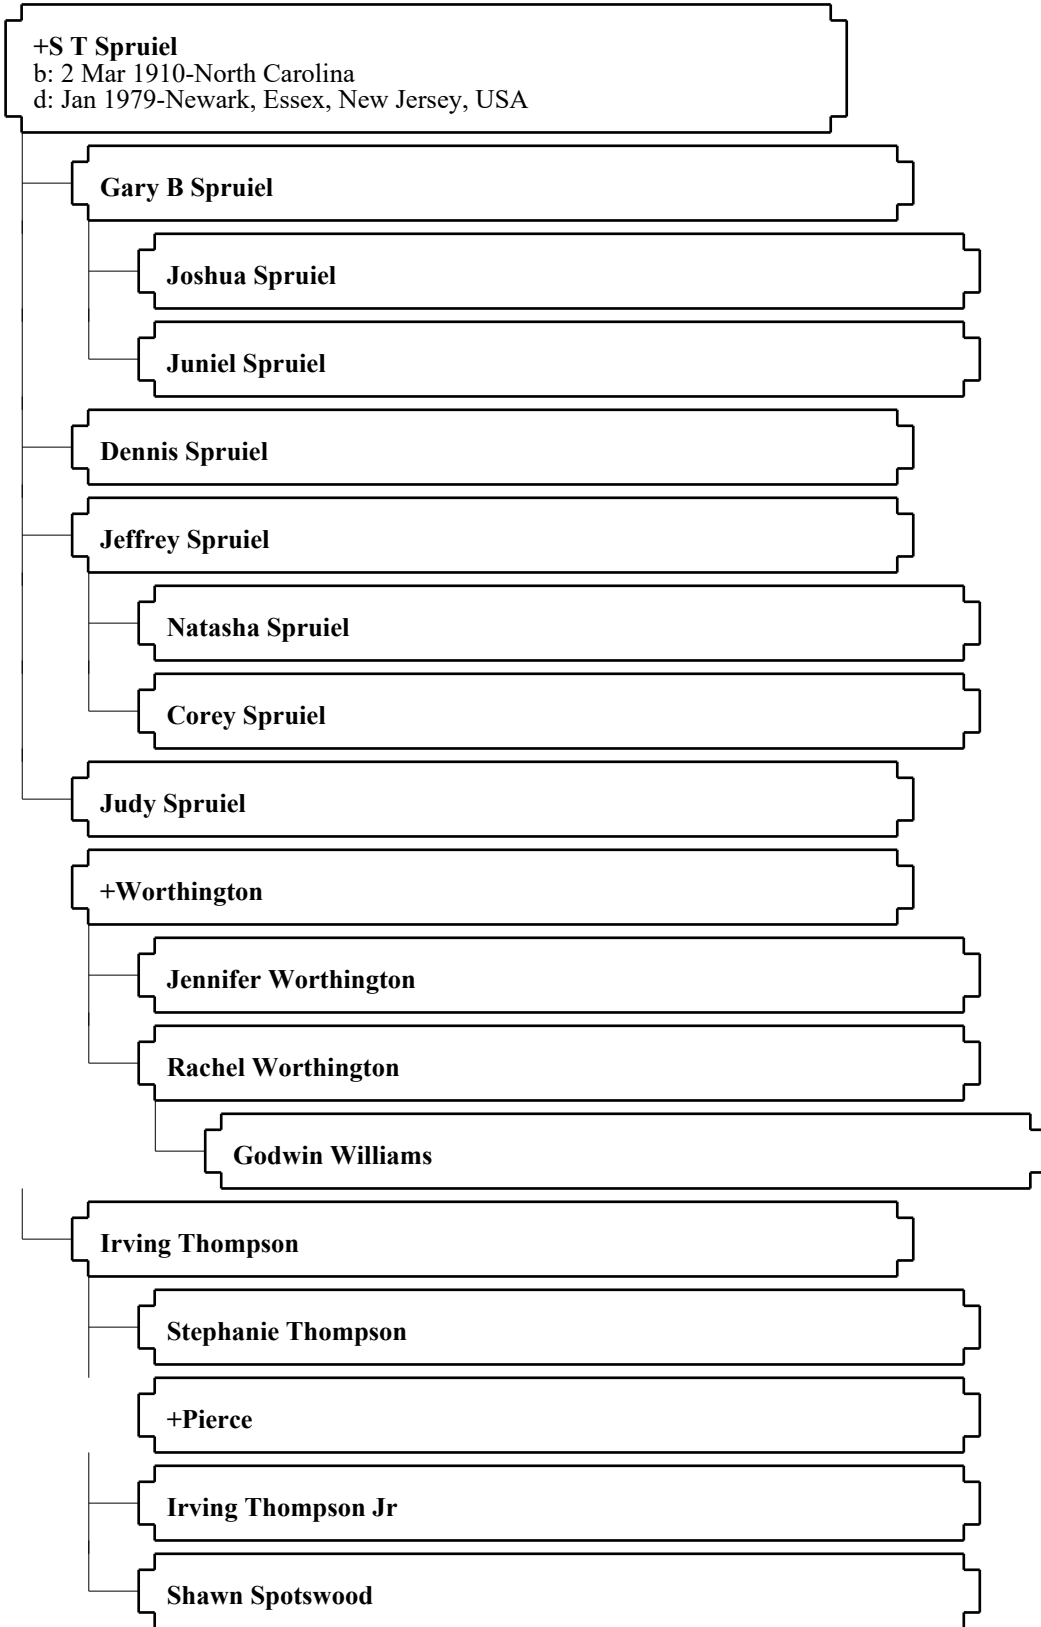 +S T Spruiel
b: 2 Mar 1910-North Carolina
d: Jan 1979-Newark, Essex, New Jersey, USA
Gary B Spruiel
Joshua Spruiel
Juniel Spruiel
Dennis Spruiel
Jeffrey Spruiel
Natasha Spruiel
Corey Spruiel
Judy Spruiel
+Worthington
Jennifer Worthington
Rachel Worthington
Godwin Williams
Irving Thompson
Stephanie Thompson
+Pierce
Irving Thompson Jr
Shawn Spotswood